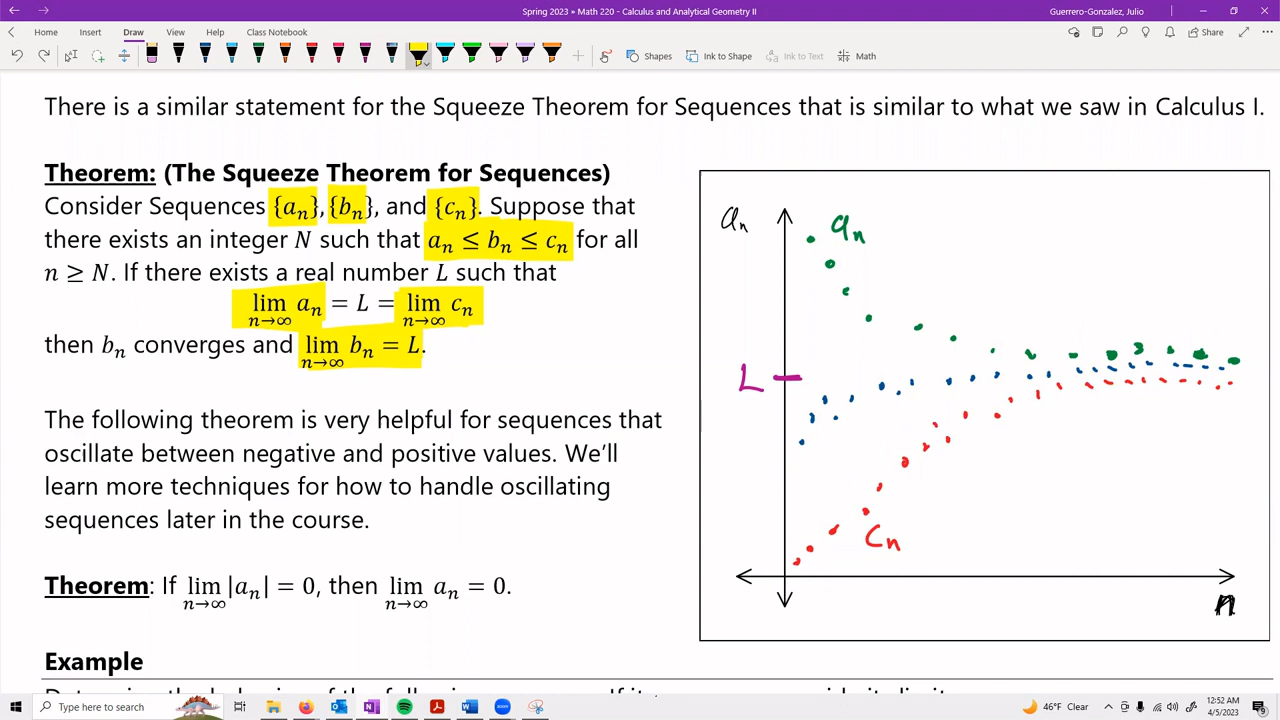 Spring 2023 » Math 220 - Calculus and Analytical Geometry II
Guerrero-Gonzalez, Julio
Home Insert Draw View Help Class Notebook
Share
Shapes Ink to Shape Ink to Text Math
There is a similar statement for the Squeeze Theorem for Sequences that is similar to what we saw in Calculus I.
Theorem: (The Squeeze Theorem for Sequences)
Consider Sequences {aₙ}, {bₙ}, and {cₙ}. Suppose that
there exists an integer N such that aₙ ≤ bₙ ≤ cₙ for all
n ≥ N. If there exists a real number L such that
lim n→∞ aₙ = L = lim n→∞ cₙ
then bₙ converges and lim n→∞ bₙ = L.
The following theorem is very helpful for sequences that
oscillate between negative and positive values. We'll
learn more techniques for how to handle oscillating
sequences later in the course.
Theorem: If lim n→∞ |aₙ| = 0, then lim n→∞ aₙ = 0.
Example
aₙ
aₙ
L
cₙ
n
Type here to search
46°F Clear
12:52 AM
4/5/2023